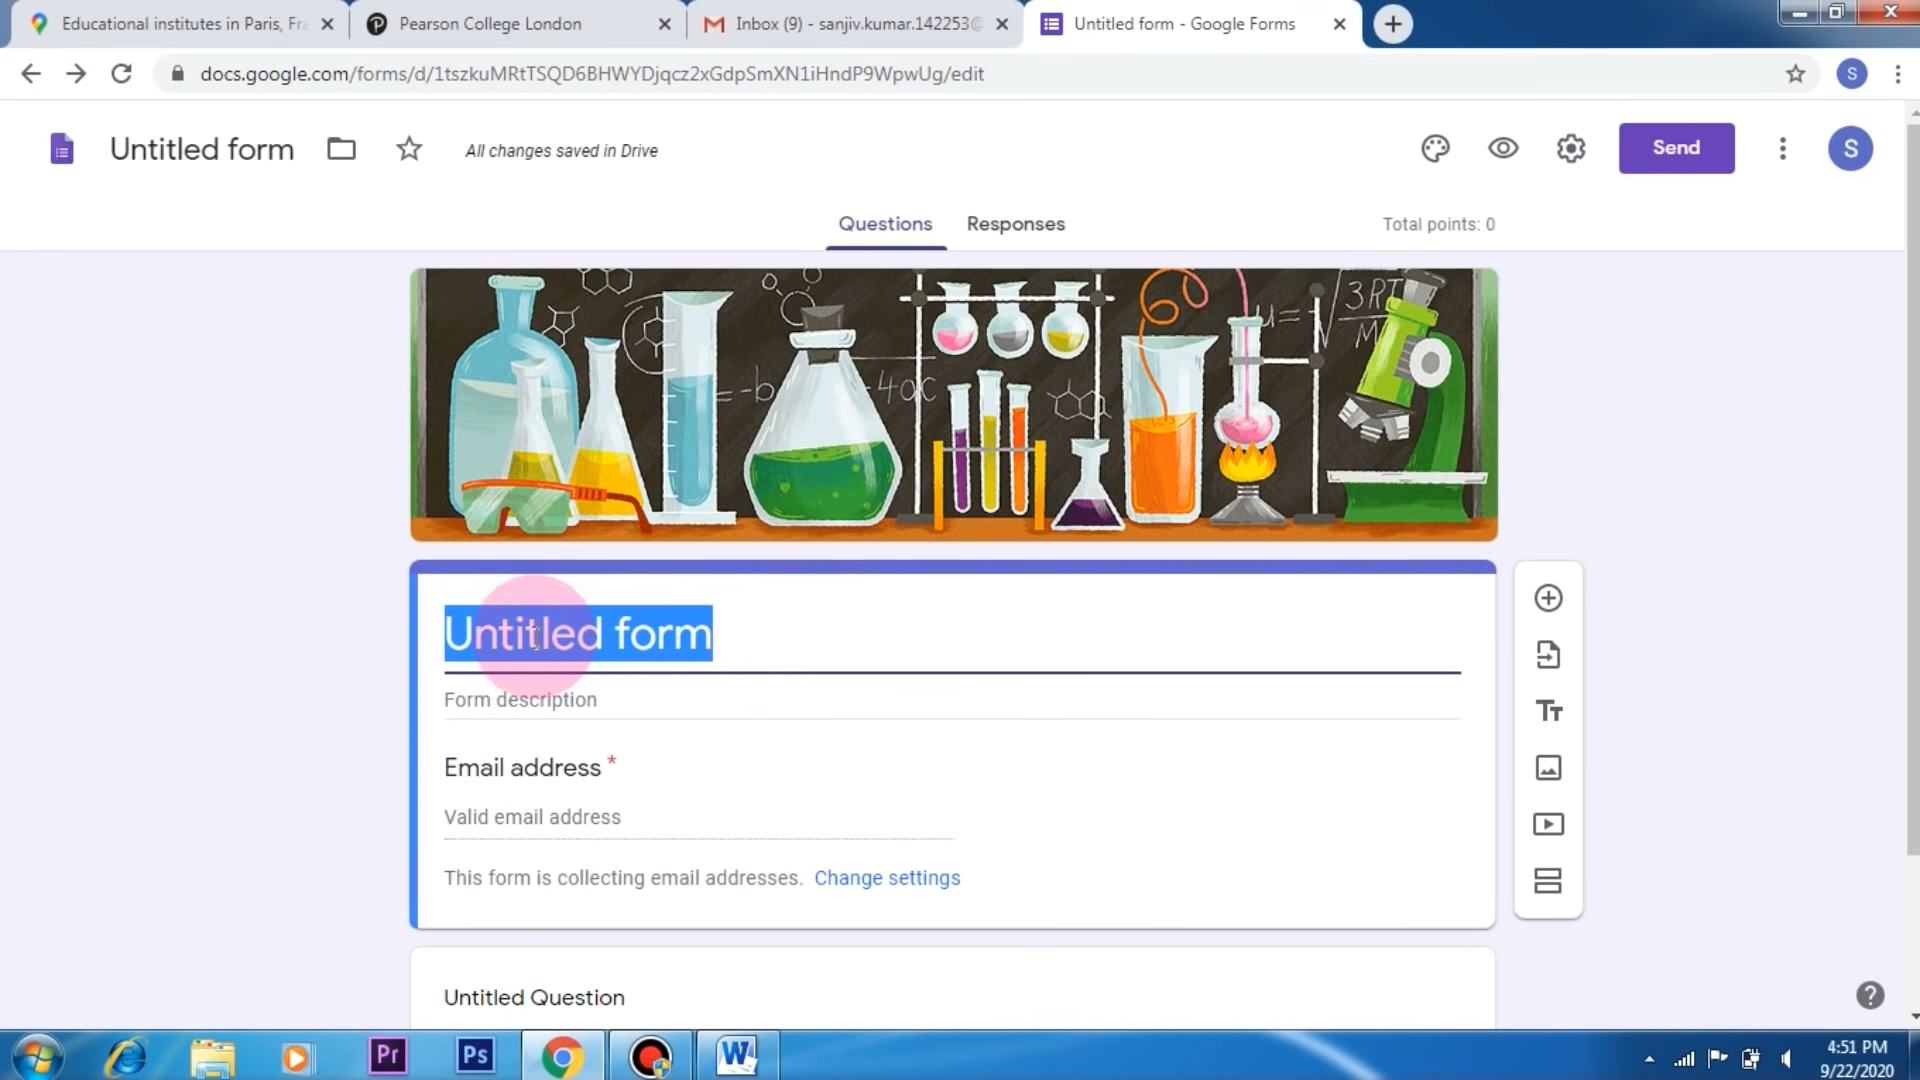 Educational institutes in Paris, Fra
Pearson College London
Inbox (9) - sanjiv.kumar.142253@
Untitled form - Google Forms
docs.google.com/forms/d/1tszkuMRtTSQD6BHWYDjqcz2xGdpSmXN1iHndP9WpwUg/edit
S
Untitled form
All changes saved in Drive
Send
S
Questions
Responses
Total points: 0
μ=√3RT/M
=-b
-4ac
Untitled form
Form description
Email address *
Valid email address
This form is collecting email addresses. Change settings
Untitled Question
Pr
Ps
W
4:51 PM
9/22/2020